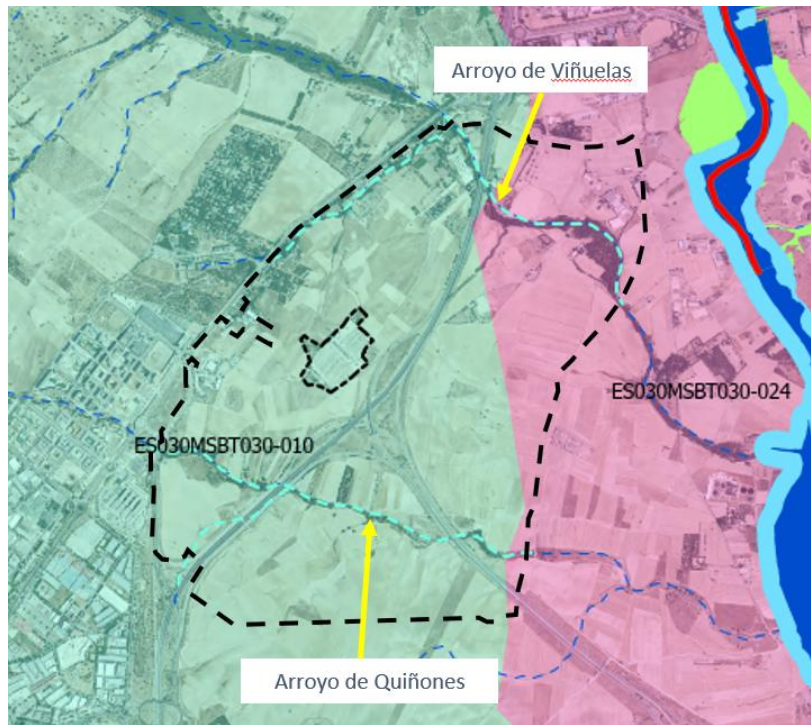 Arroyo de Viñuelas
ES030MSBT030-024
ES030MSBT030-010
Arroyo de Quiñones